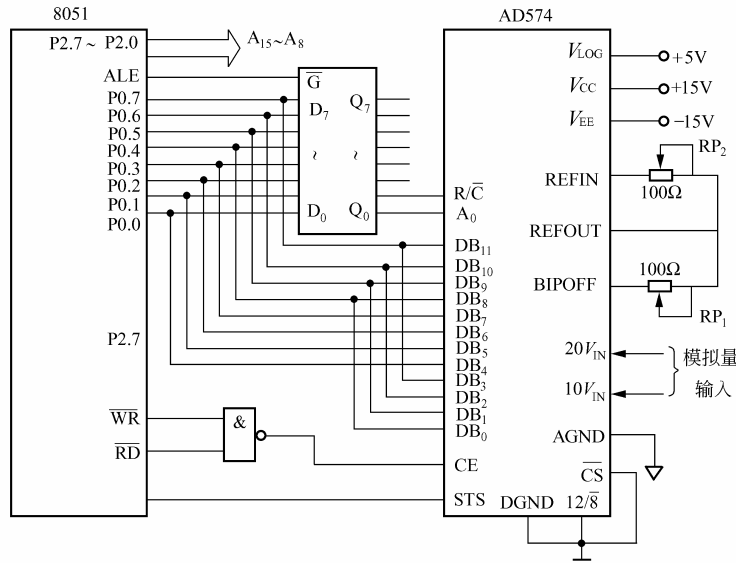 8051
P2.7~ P2.0
A15~A8
ALE
P0.7
P0.6
P0.5
P0.4
P0.3
P0.2
P0.1
P0.0
P2.7
W̅R̅
R̅D̅
G̅
D7
~
D0
Q7
~
Q0
&
AD574
R/C̅
A0
DB11
DB10
DB9
DB8
DB7
DB6
DB5
DB4
DB3
DB2
DB1
DB0
CE
STS
VLOG
+5V
VCC
+15V
VEE
−15V
RP2
REFIN
100Ω
REFOUT
100Ω
BIPOFF
RP1
20VIN
10VIN
模拟量
输入
AGND
C̅S̅
DGND
12/8̅